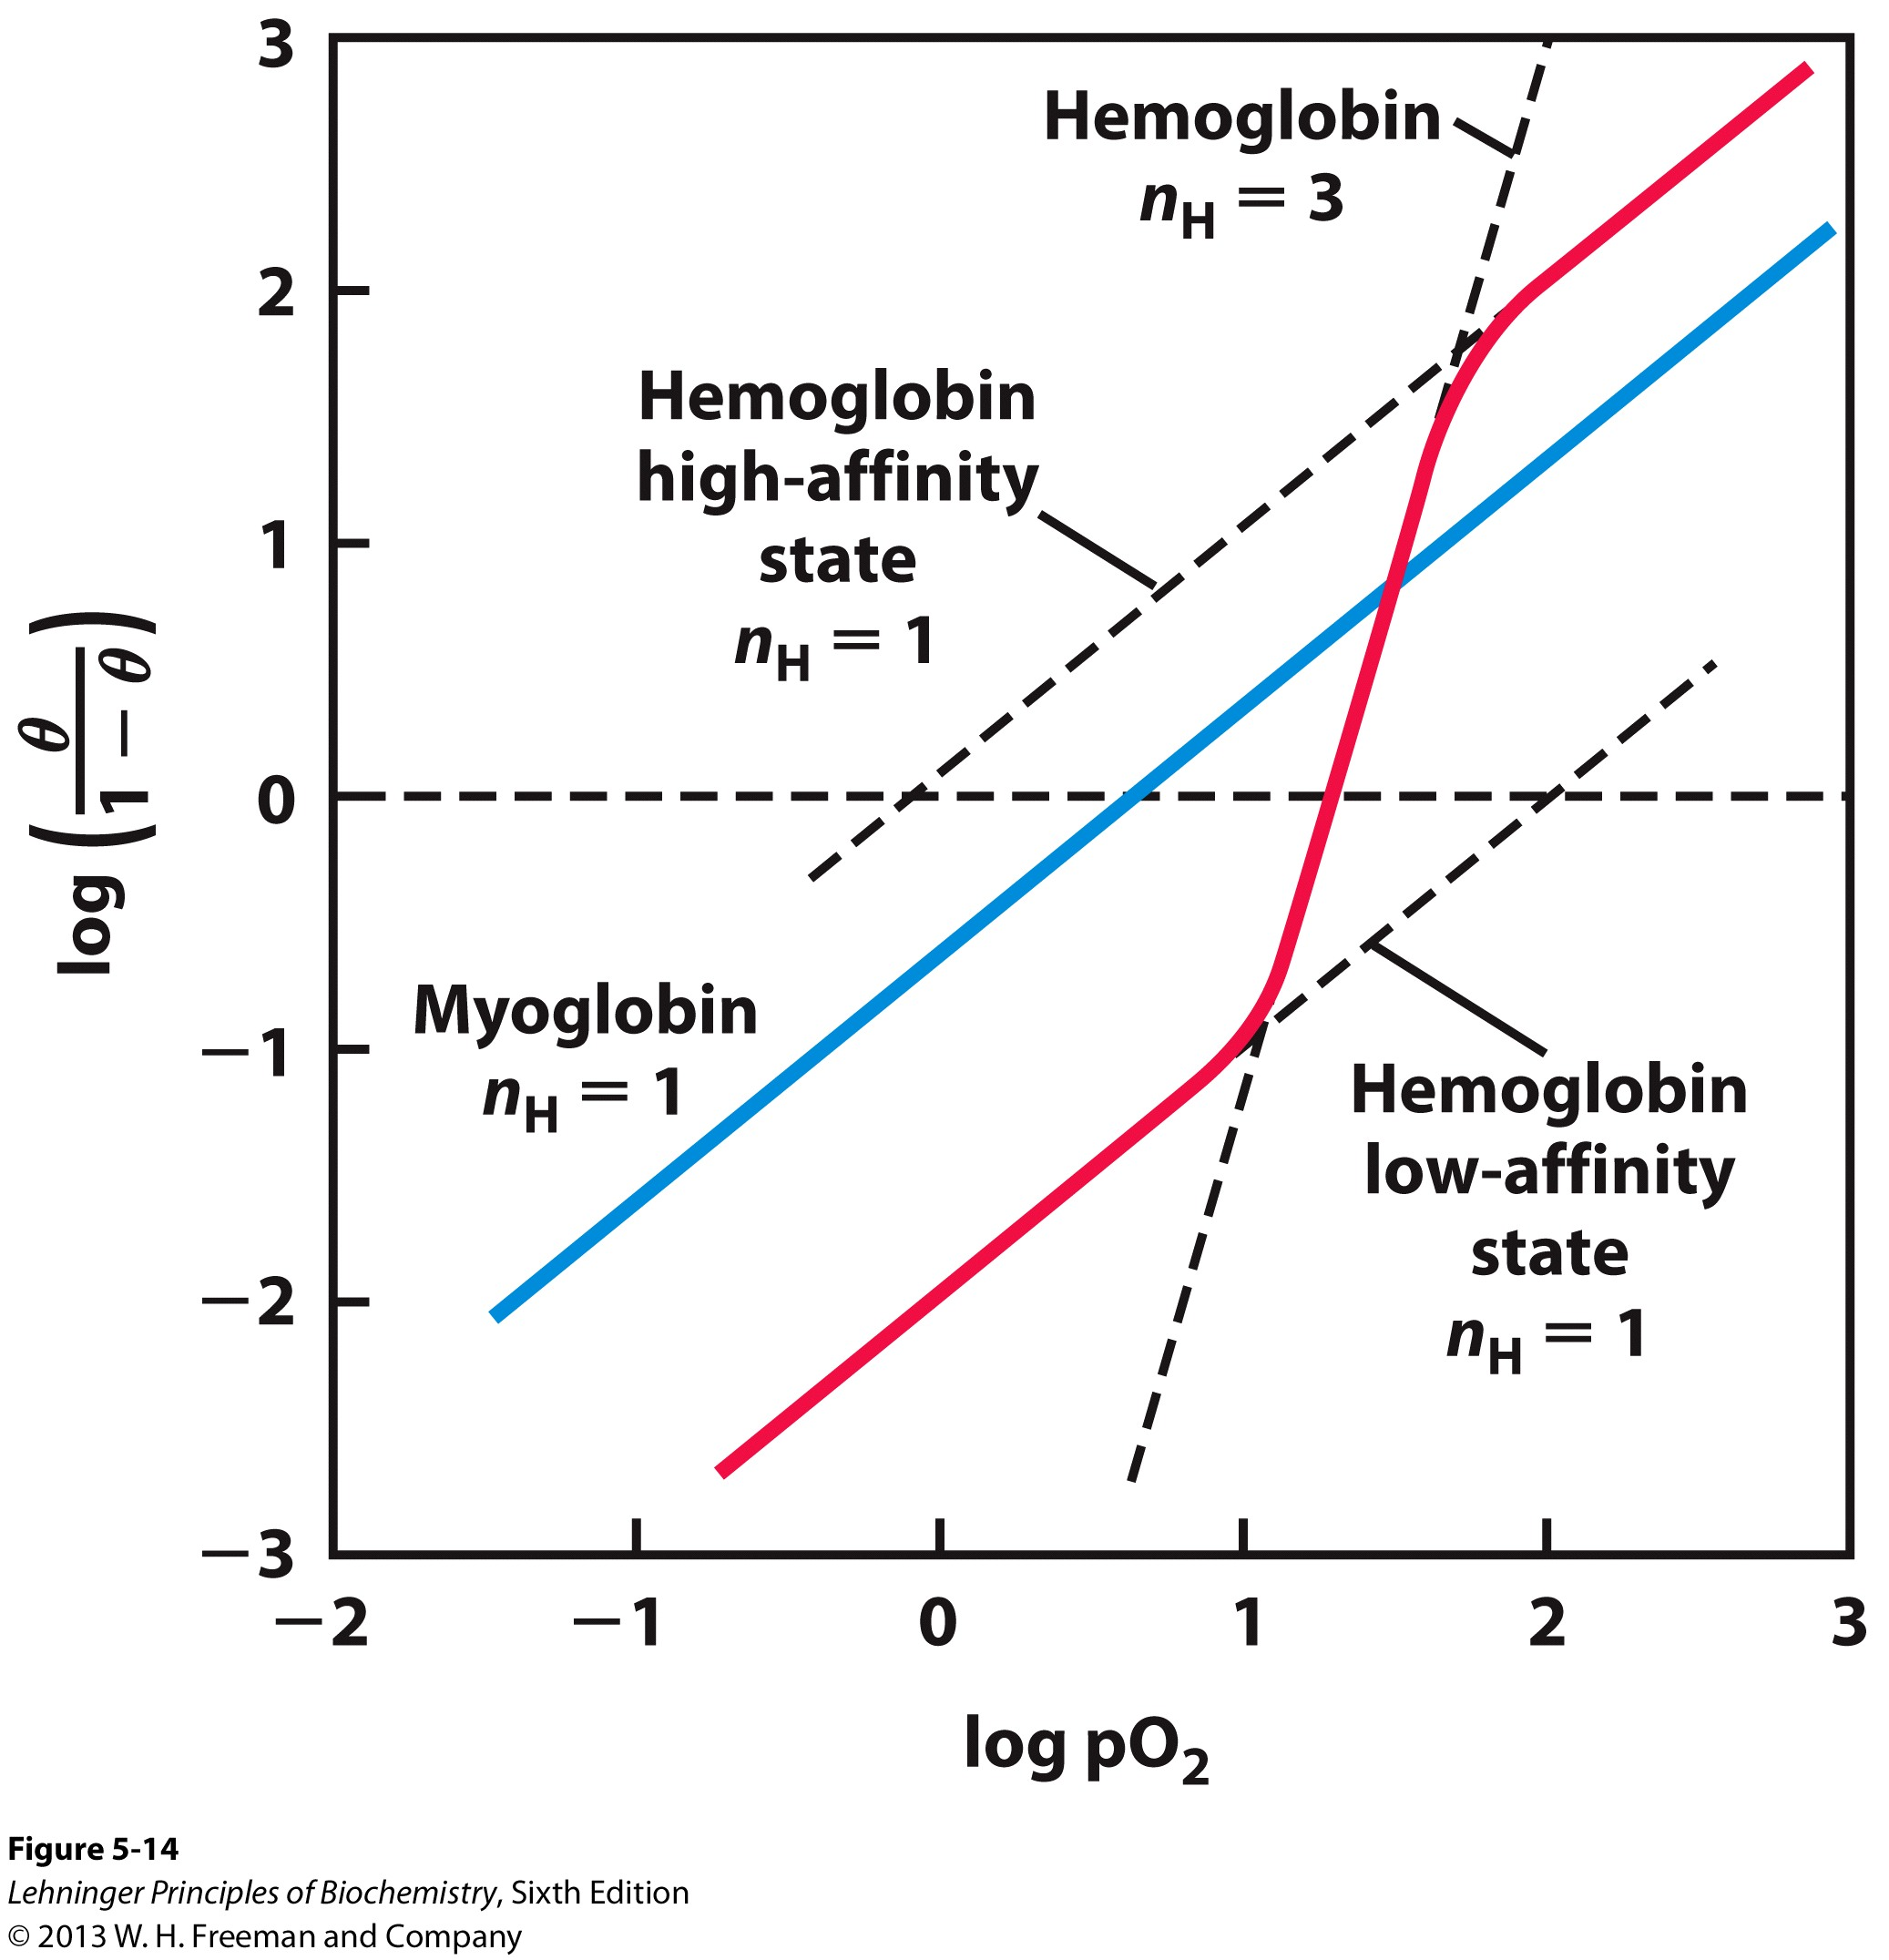 3
2
1
0
−1
−2
−3
log (θ / 1 − θ)
Hemoglobin
nH = 3
Hemoglobin
high-affinity
state
nH = 1
Myoglobin
nH = 1
Hemoglobin
low-affinity
state
nH = 1
−2 −1 0 1 2 3
log pO2
Figure 5-14
Lehninger Principles of Biochemistry, Sixth Edition
© 2013 W. H. Freeman and Company